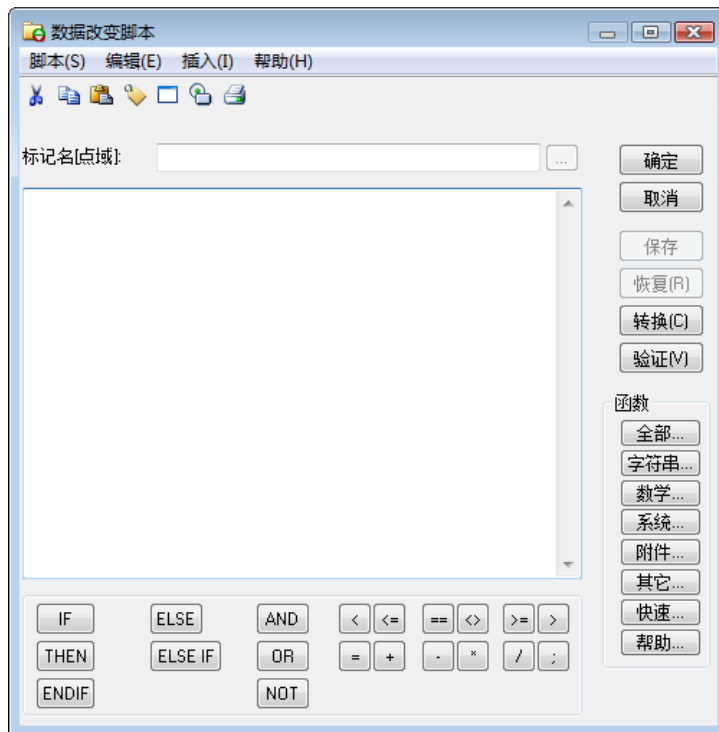 数据改变脚本
脚本(S) 编辑(E) 插入(I) 帮助(H)
标记名[点域]:
...
确定
取消
保存
恢复(R)
转换(C)
验证(V)
函数
全部...
字符串...
数学...
系统...
附件...
其它...
快速...
帮助...
IF ELSE AND < <= == <> >= >
THEN ELSE IF OR = + - * / ;
ENDIF NOT